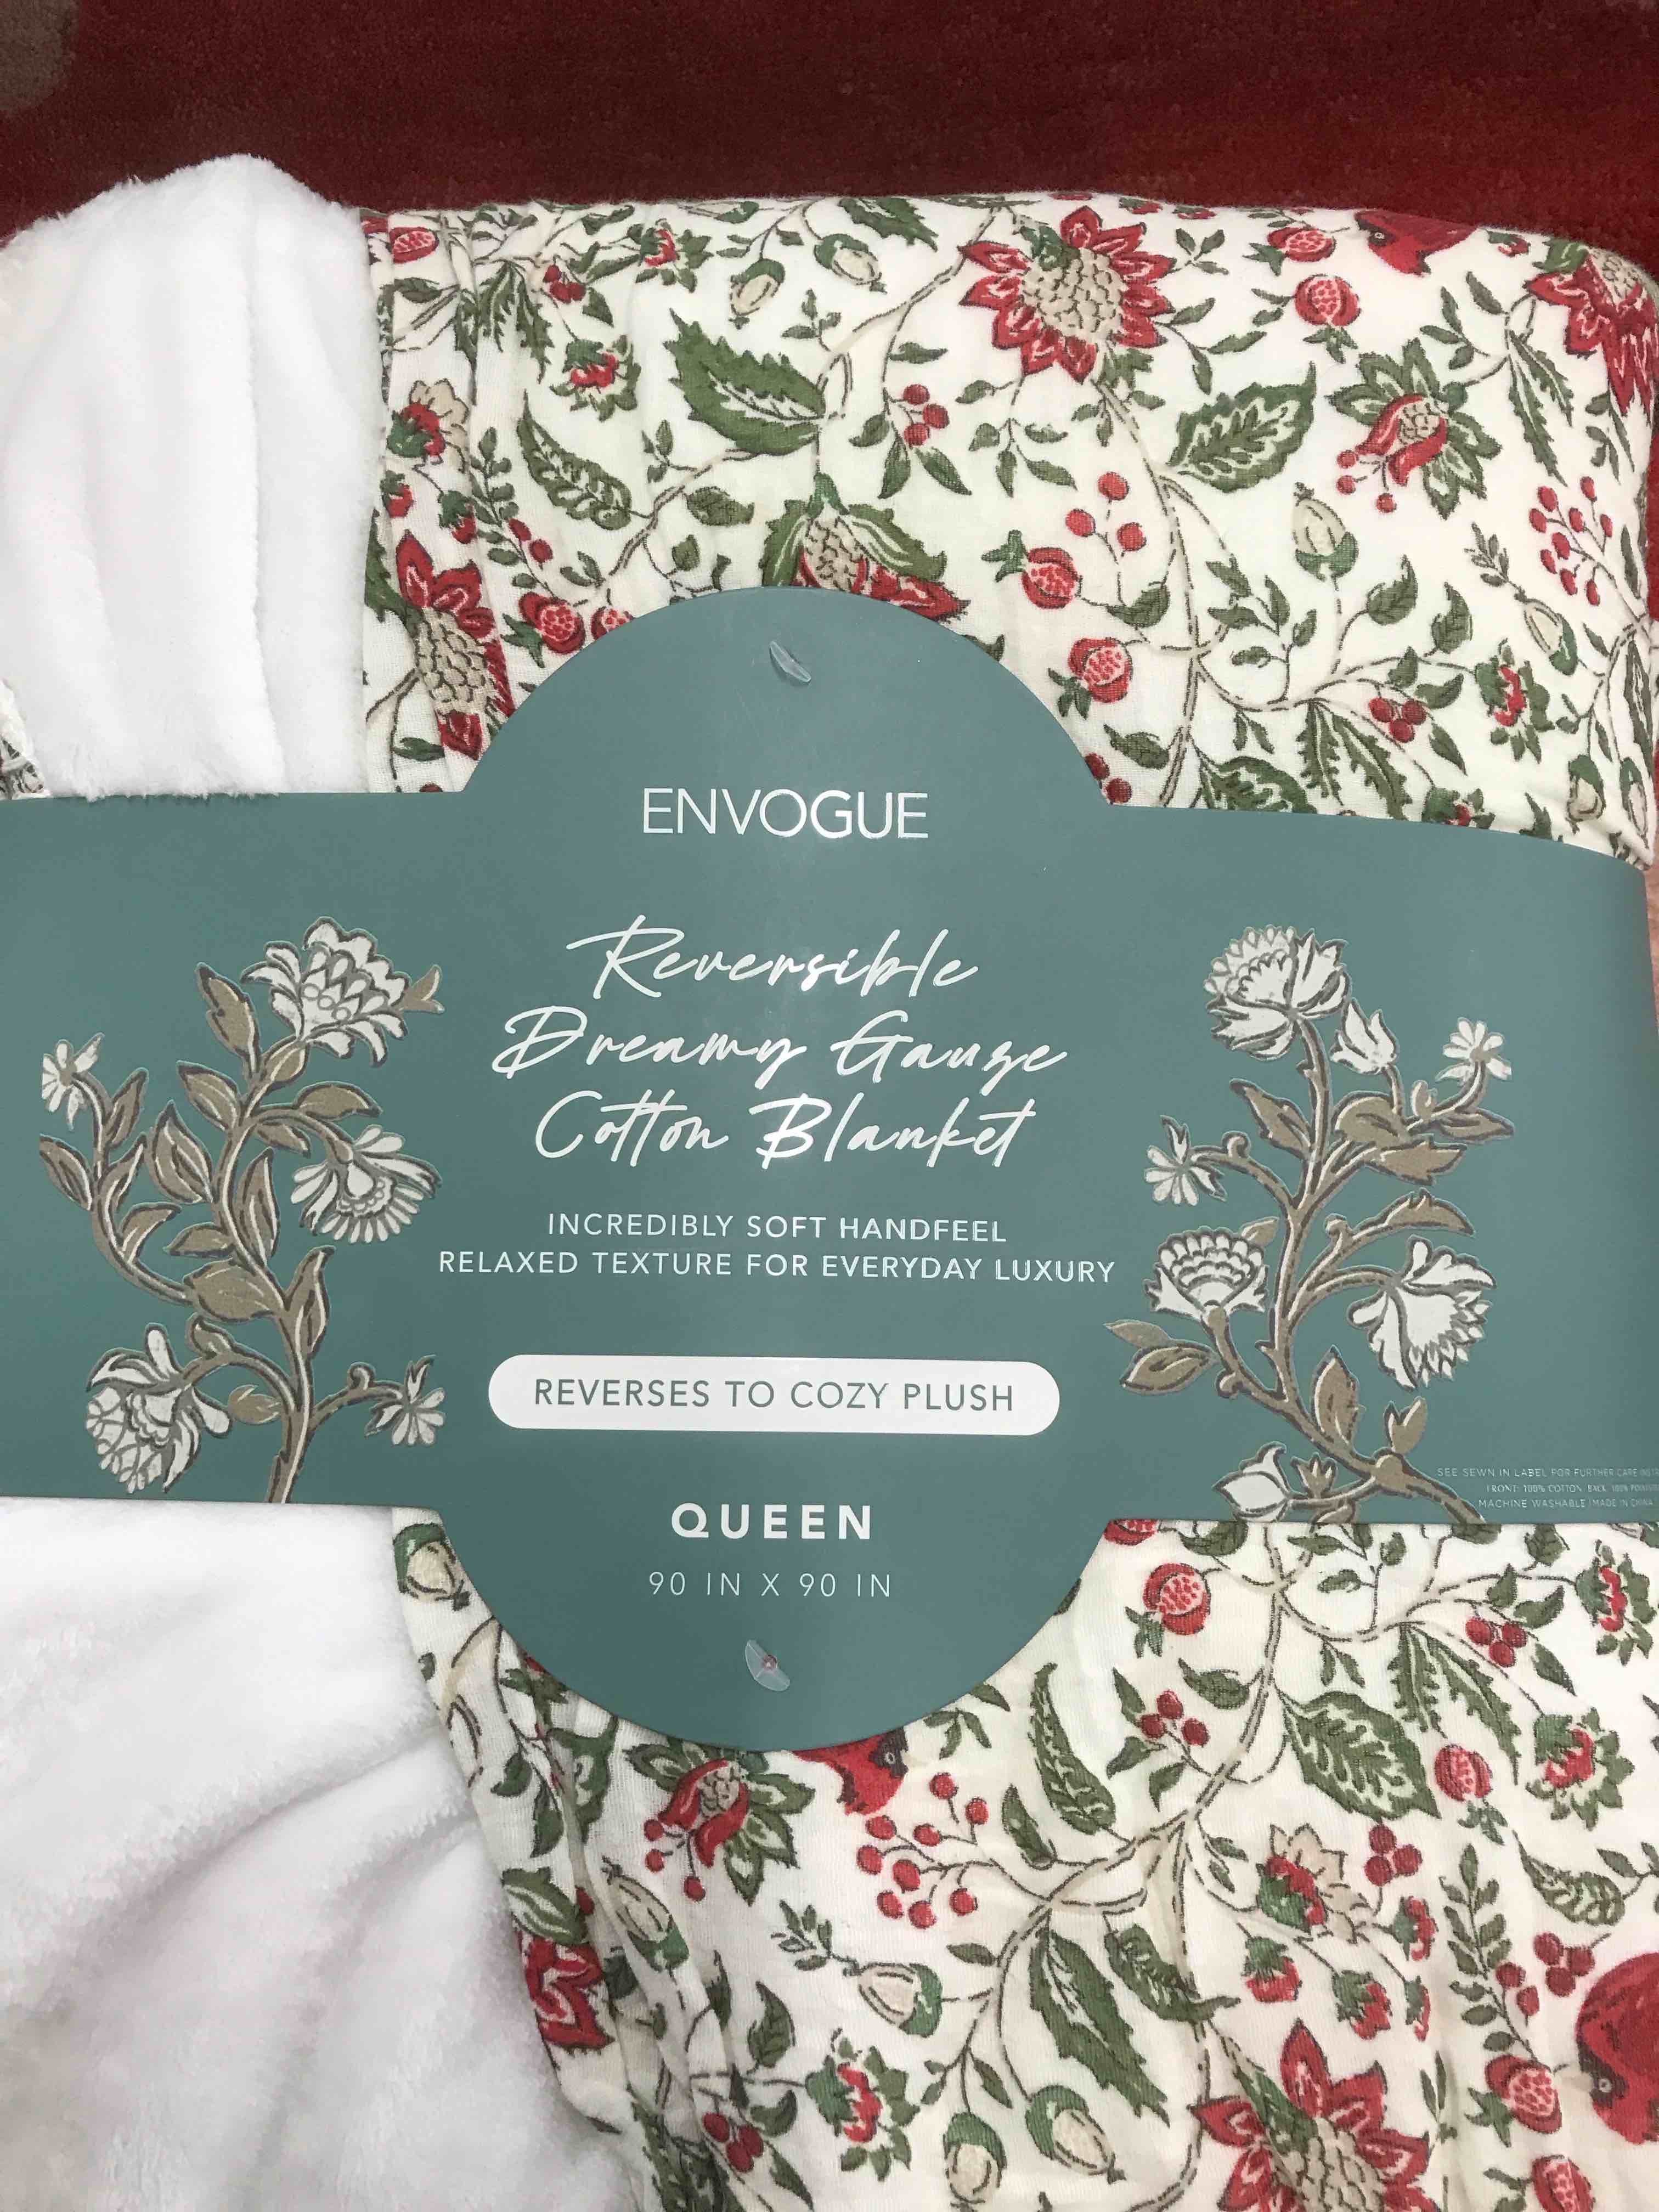 ENVOGUE
Reversible
Dreamy Gauze
Cotton Blanket
INCREDIBLY SOFT HANDFEEL
RELAXED TEXTURE FOR EVERYDAY LUXURY
REVERSES TO COZY PLUSH
QUEEN
90 IN X 90 IN
SEE SEWN IN LABEL FOR FURTHER CARE
FRONT: 100% COTTON BACK: 100%
MACHINE WASHABLE | MADE IN CHINA